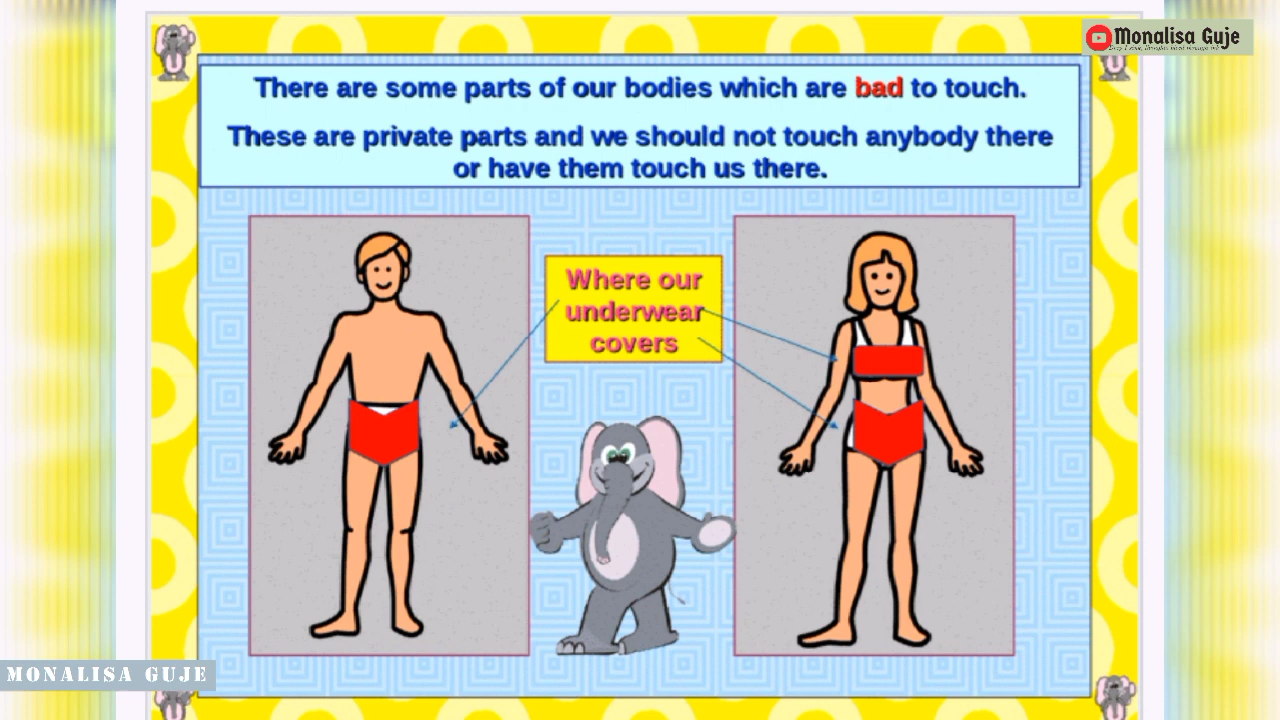 Monalisa Guje
There are some parts of our bodies which are bad to touch.
These are private parts and we should not touch anybody there
or have them touch us there.
Where our
underwear
covers
MONALISA GUJE